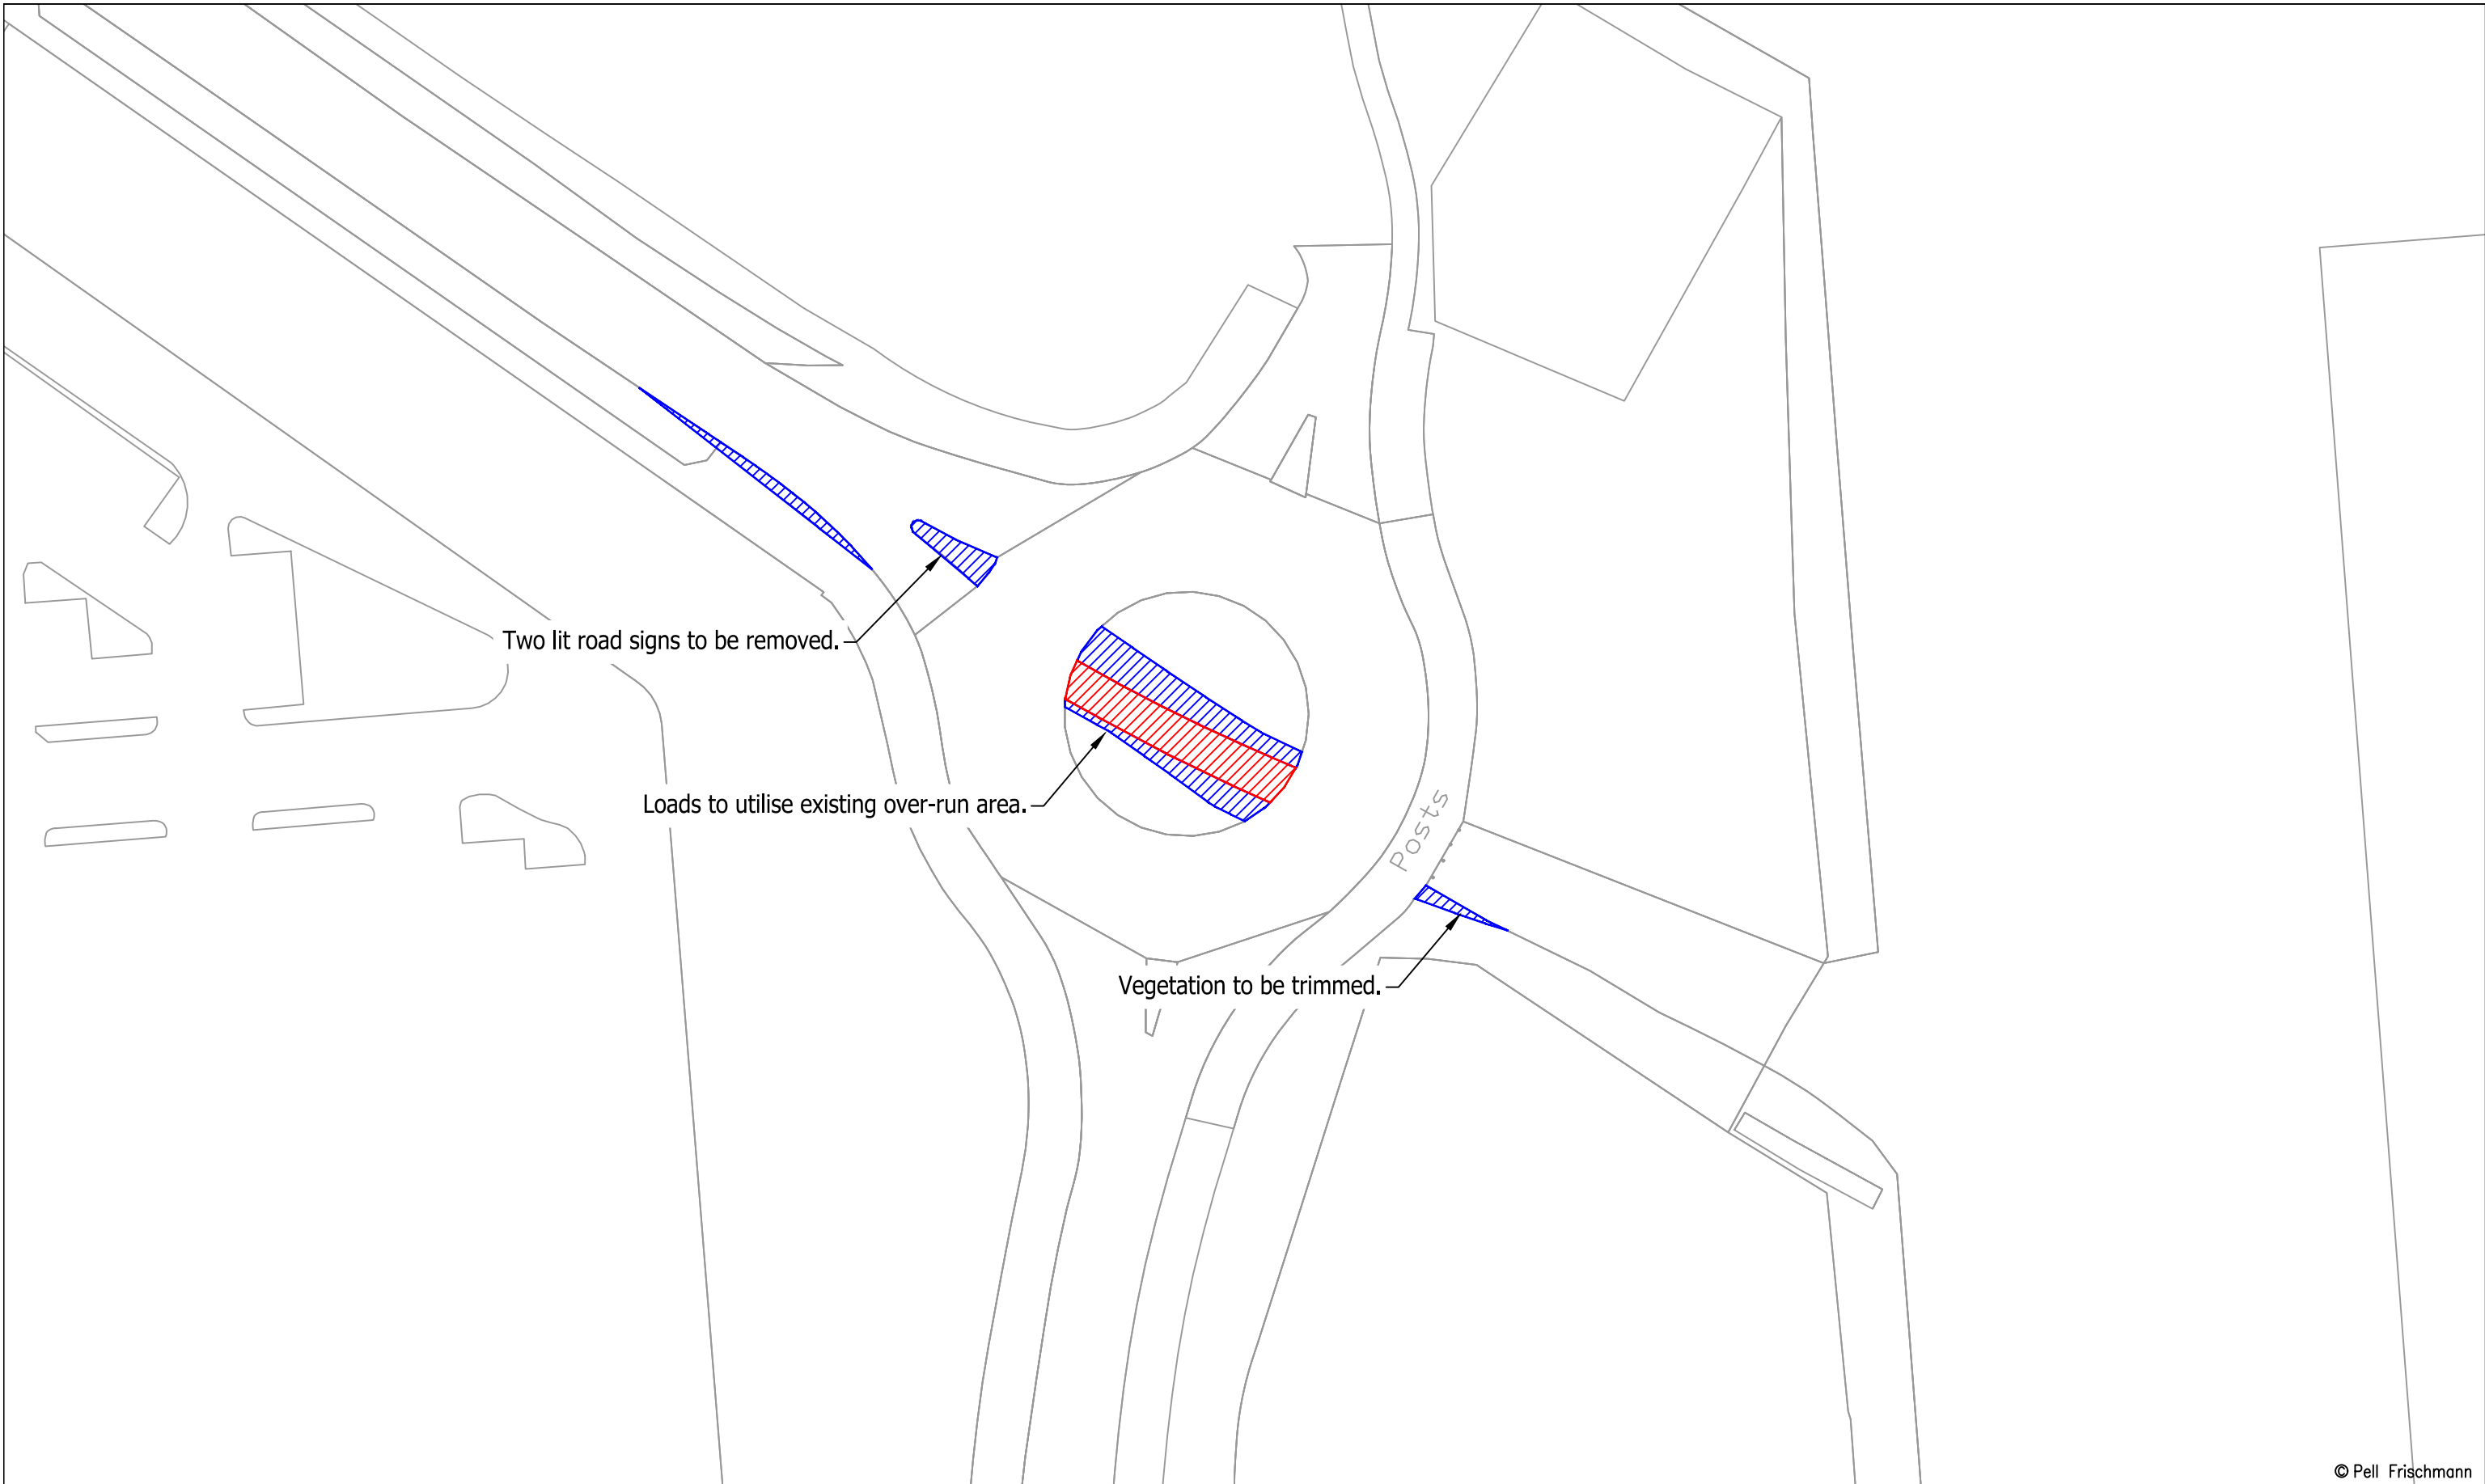 Two lit road signs to be removed.
Loads to utilise existing over-run area.
Posts
Vegetation to be trimmed.
© Pell Frischmann